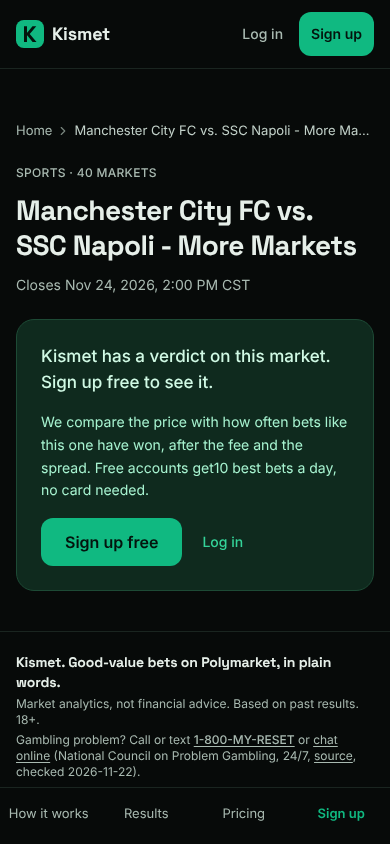 K Kismet Log in Sign up
Home > Manchester City FC vs. SSC Napoli - More Ma...
SPORTS · 40 MARKETS
Manchester City FC vs.
SSC Napoli - More Markets
Closes Nov 24, 2026, 2:00 PM CST
Kismet has a verdict on this market.
Sign up free to see it.
We compare the price with how often bets like
this one have won, after the fee and the
spread. Free accounts get10 best bets a day,
no card needed.
Sign up free Log in
Kismet. Good-value bets on Polymarket, in plain
words.
Market analytics, not financial advice. Based on past results.
18+.
Gambling problem? Call or text 1-800-MY-RESET or chat
online (National Council on Problem Gambling, 24/7, source,
checked 2026-11-22).
How it works Results Pricing Sign up